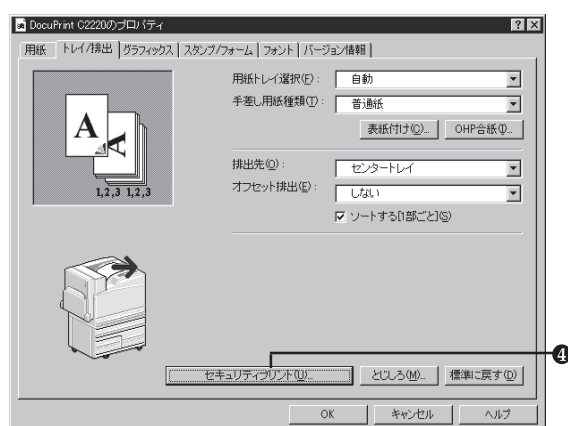 DocuPrint C2220のプロパティ
用紙 トレイ/排出 グラフィックス スタンプ/フォーム フォント バージョン情報
用紙トレイ選択(F): 自動
手差し用紙種類(T): 普通紙
表紙付け(C)... OHP合紙(I)...
排出先(O): センタートレイ
オフセット排出(E): しない
ソートする[1部ごと](S)
A A
1,2,3 1,2,3
セキュリティプリント(U)... とじしろ(M)... 標準に戻す(D)
4
OK キャンセル ヘルプ